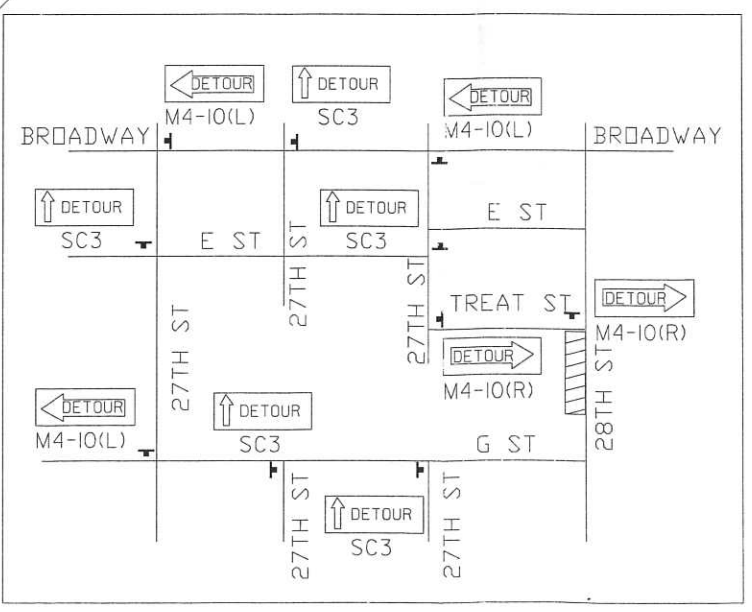 DETOUR
M4-10(L)
DETOUR
SC3
DETOUR
M4-10(L)
BROADWAY
BROADWAY
DETOUR
SC3
E ST
27TH ST
DETOUR
SC3
E ST
27TH ST
27TH ST
TREAT ST
DETOUR
M4-10(R)
DETOUR
M4-10(R)
28TH ST
DETOUR
M4-10(L)
DETOUR
SC3
G ST
27TH ST
DETOUR
SC3
27TH ST